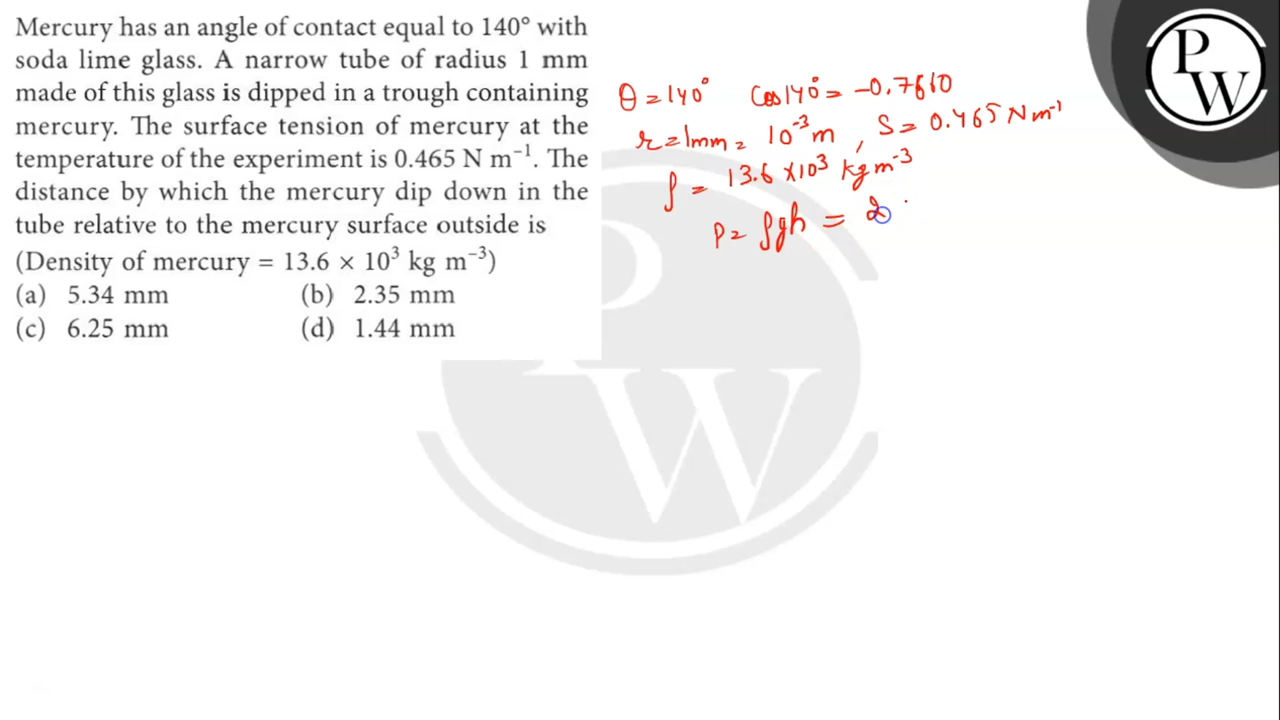 Mercury has an angle of contact equal to 140° with
soda lime glass. A narrow tube of radius 1 mm
made of this glass is dipped in a trough containing
mercury. The surface tension of mercury at the
temperature of the experiment is 0.465 N m⁻¹. The
distance by which the mercury dip down in the
tube relative to the mercury surface outside is
(Density of mercury = 13.6 × 10³ kg m⁻³)
(a) 5.34 mm (b) 2.35 mm
(c) 6.25 mm (d) 1.44 mm
θ = 140° cos140° = -0.7660
r = 1mm = 10⁻³ m , S = 0.465 N m⁻¹
ρ = 13.6 × 10³ kg m⁻³
P = ρgh = 2
P
W
P
W